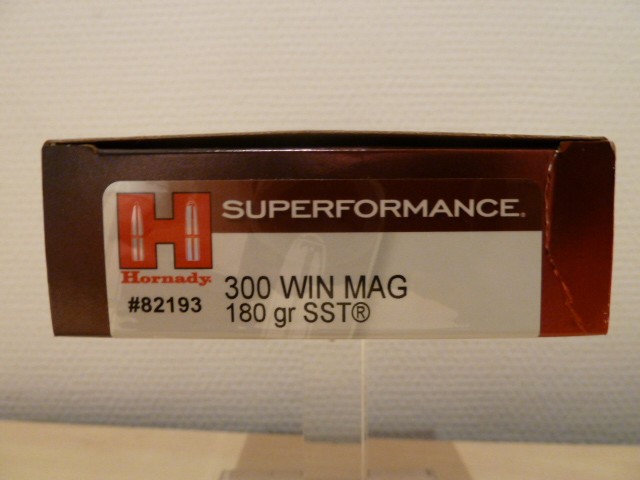 SUPERFORMANCE®
H
Hornady®
#82193
300 WIN MAG
180 gr SST®